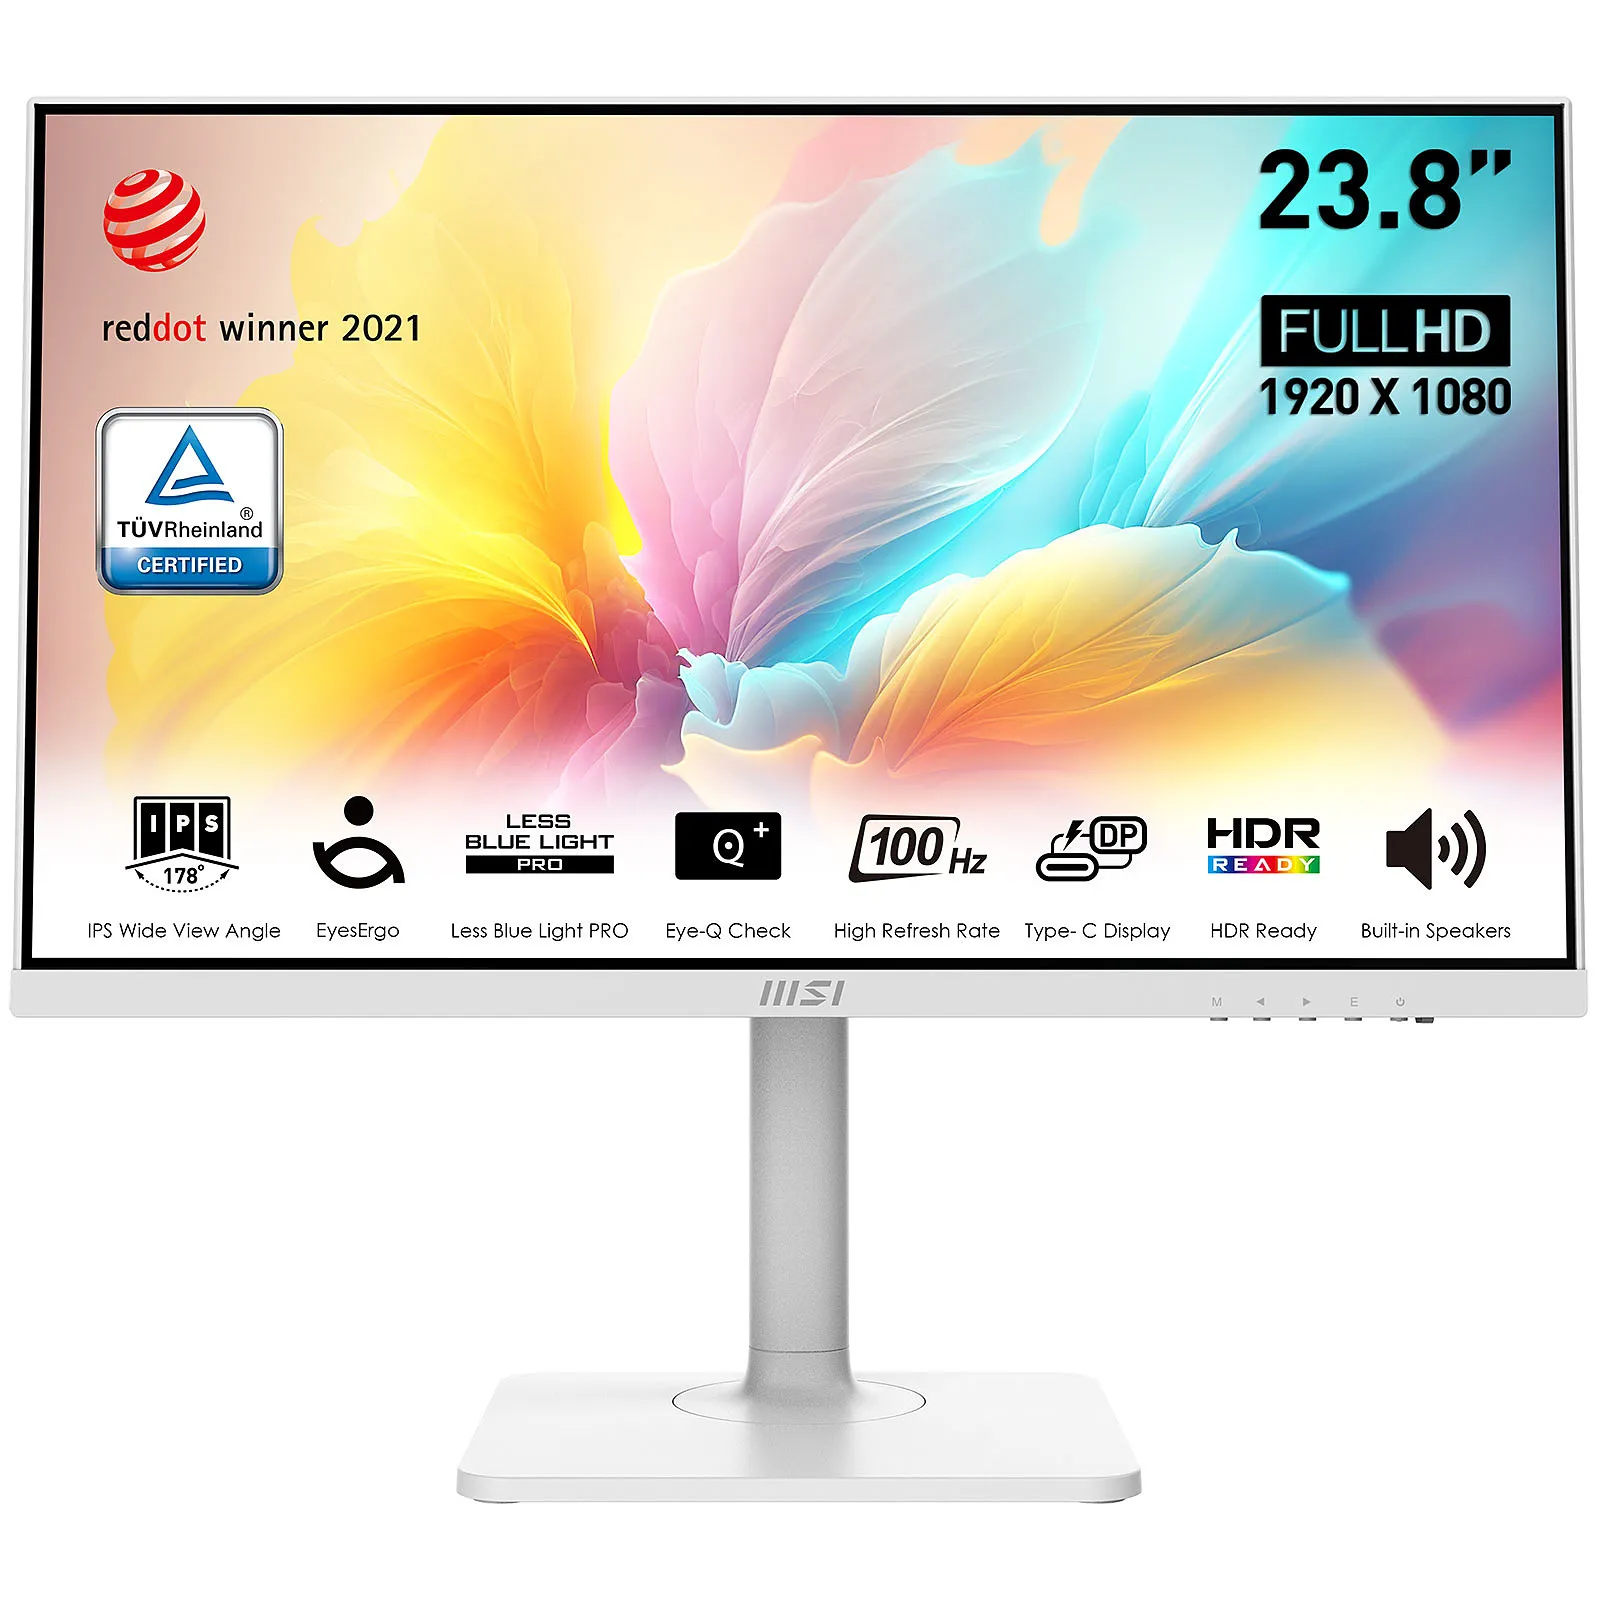 23.8”
reddot winner 2021
FULL HD
1920 X 1080
TÜVRheinland®
CERTIFIED
IPS
178°
LESS
BLUE LIGHT
PRO
Q+
100Hz
DP
HDR
READY
IPS Wide View Angle
EyesErgo
Less Blue Light PRO
Eye-Q Check
High Refresh Rate
Type- C Display
HDR Ready
Built-in Speakers
msi
M
E